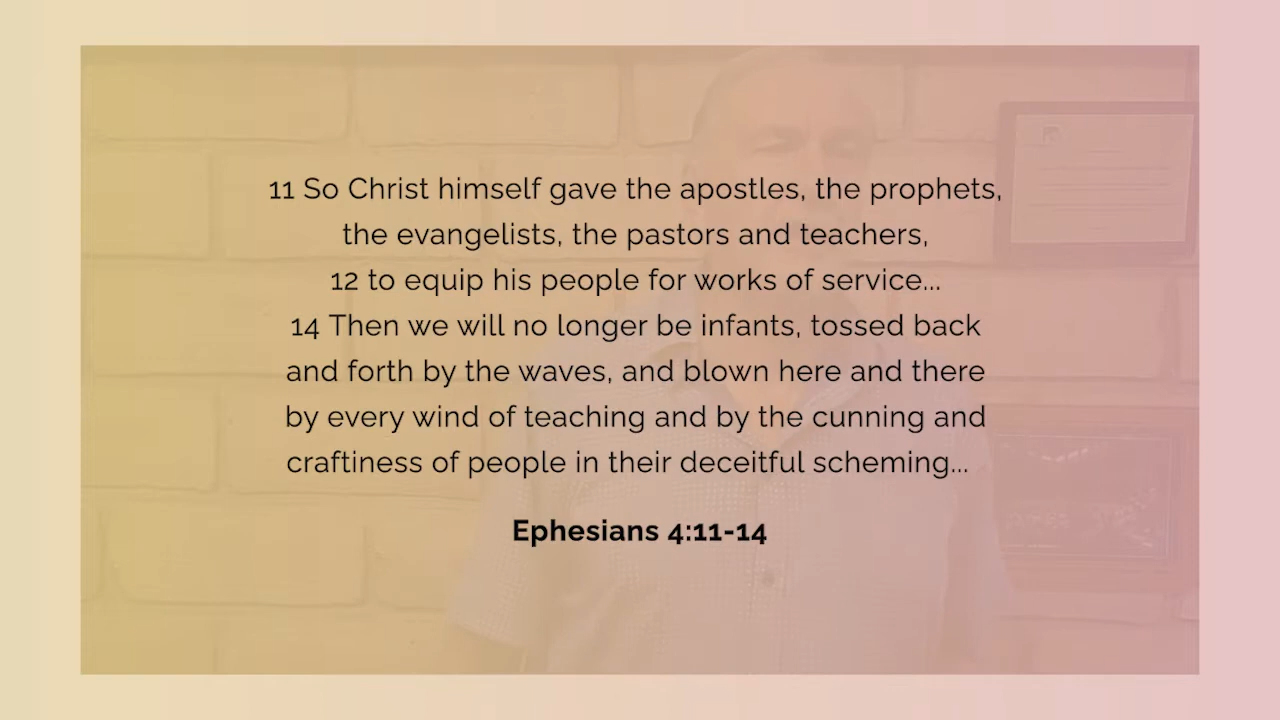 11 So Christ himself gave the apostles, the prophets,
the evangelists, the pastors and teachers,
12 to equip his people for works of service...
14 Then we will no longer be infants, tossed back
and forth by the waves, and blown here and there
by every wind of teaching and by the cunning and
craftiness of people in their deceitful scheming...
Ephesians 4:11-14